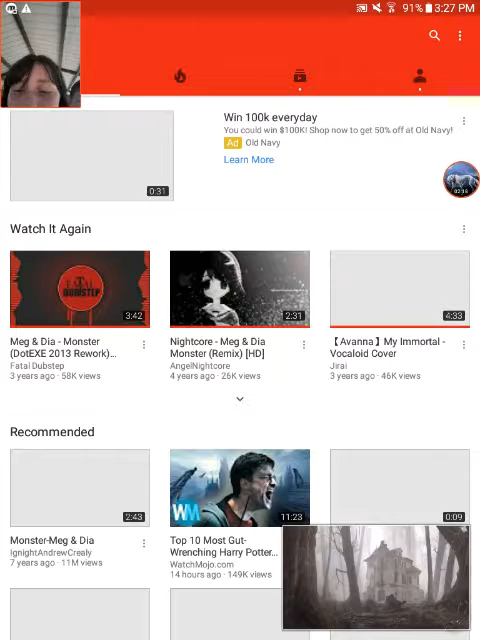 91% 3:27 PM
Win 100k everyday
You could win $100K! Shop now to get 50% off at Old Navy!
Ad Old Navy
Learn More
0:31
02:15
Watch It Again
FATAL
DUBSTEP
3:42
2:31
4:33
Meg & Dia - Monster
(DotEXE 2013 Rework)...
Fatal Dubstep
3 years ago · 58K views
Nightcore - Meg & Dia
Monster (Remix) [HD]
AngelNightcore
4 years ago · 26K views
【Avanna】My Immortal -
Vocaloid Cover
Jirai
3 years ago · 46K views
Recommended
2:43
WM
11:23
0:09
Monster-Meg & Dia
IgnightAndrewCrealy
7 years ago · 11M views
Top 10 Most Gut-
Wrenching Harry Potter...
WatchMojo.com
14 hours ago · 149K views